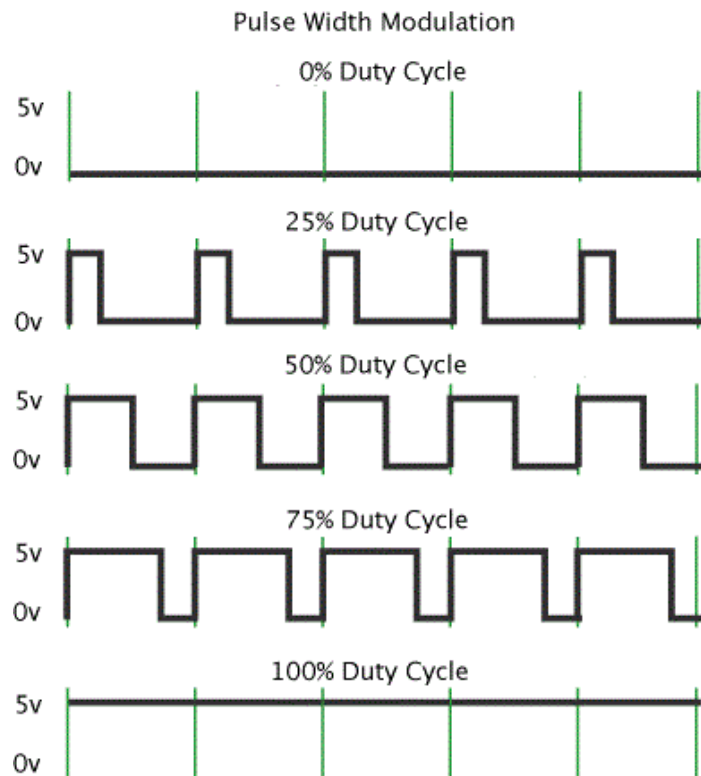 Pulse Width Modulation
0% Duty Cycle
5v
0v
25% Duty Cycle
5v
0v
50% Duty Cycle
5v
0v
75% Duty Cycle
5v
0v
100% Duty Cycle
5v
0v